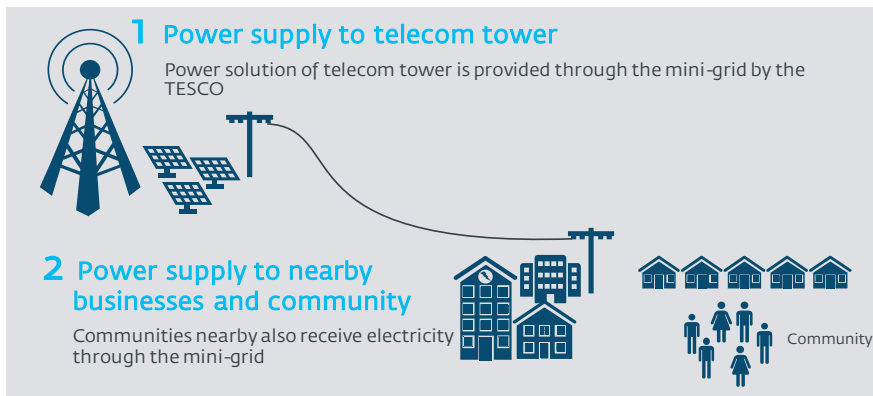 1 Power supply to telecom tower
Power solution of telecom tower is provided through the mini-grid by the
TESCO
2 Power supply to nearby
businesses and community
Communities nearby also receive electricity
through the mini-grid
Community